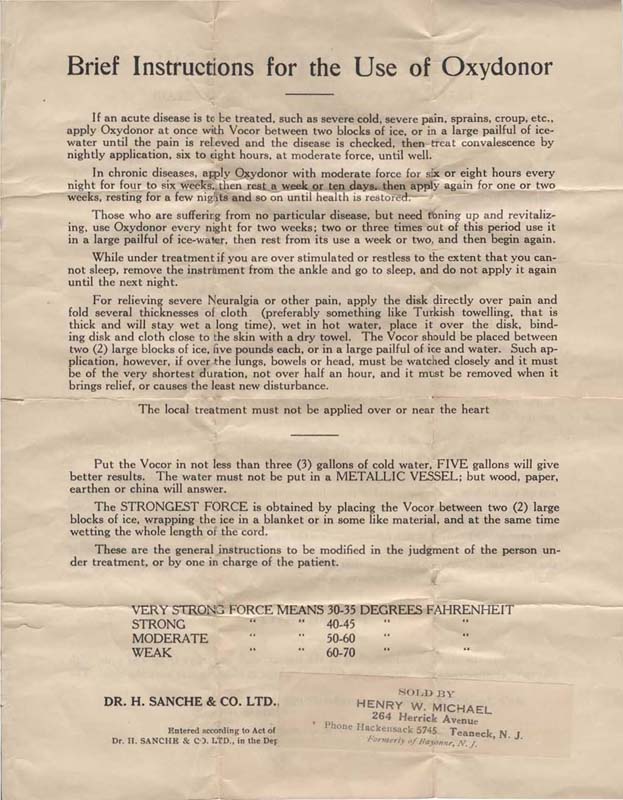 Brief Instructions for the Use of Oxydonor
If an acute disease is to be treated, such as severe cold, severe pain, sprains, croup, etc.,
apply Oxydonor at once with Vocor between two blocks of ice, or in a large pailful of ice-
water until the pain is relieved and the disease is checked, then treat convalescence by
nightly application, six to eight hours, at moderate force, until well.
In chronic diseases, apply Oxydonor with moderate force for six or eight hours every
night for four to six weeks, then rest a week or ten days, then apply again for one or two
weeks, resting for a few nights and so on until health is restored.
Those who are suffering from no particular disease, but need toning up and revitaliz-
ing, use Oxydonor every night for two weeks; two or three times out of this period use it
in a large pailful of ice-water, then rest from its use a week or two, and then begin again.
While under treatment if you are over stimulated or restless to the extent that you can-
not sleep, remove the instrument from the ankle and go to sleep, and do not apply it again
until the next night.
For relieving severe Neuralgia or other pain, apply the disk directly over pain and
fold several thicknesses of cloth (preferably something like Turkish towelling, that is
thick and will stay wet a long time), wet in hot water, place it over the disk, bind-
ing disk and cloth close to the skin with a dry towel. The Vocor should be placed between
two (2) large blocks of ice, five pounds each, or in a large pailful of ice and water. Such ap-
plication, however, if over the lungs, bowels or head, must be watched closely and it must
be of the very shortest duration, not over half an hour, and it must be removed when it
brings relief, or causes the least new disturbance.
The local treatment must not be applied over or near the heart
Put the Vocor in not less than three (3) gallons of cold water, FIVE gallons will give
better results. The water must not be put in a METALLIC VESSEL; but wood, paper,
earthen or china will answer.
The STRONGEST FORCE is obtained by placing the Vocor between two (2) large
blocks of ice, wrapping the ice in a blanket or in some like material, and at the same time
wetting the whole length of the cord.
These are the general instructions to be modified in the judgment of the person un-
der treatment, or by one in charge of the patient.
VERY STRONG FORCE MEANS 30-35 DEGREES FAHRENHEIT
STRONG " " 40-45 " "
MODERATE " " 50-60 " "
WEAK " " 60-70 " "
DR. H. SANCHE & CO. LTD.
Entered according to Act of
Dr. H. SANCHE & CO. LTD., in the Dep
SOLD BY
HENRY W. MICHAEL
264 Herrick Avenue
Phone Hackensack 5745 Teaneck, N. J.
Formerly of Bayonne, N. J.